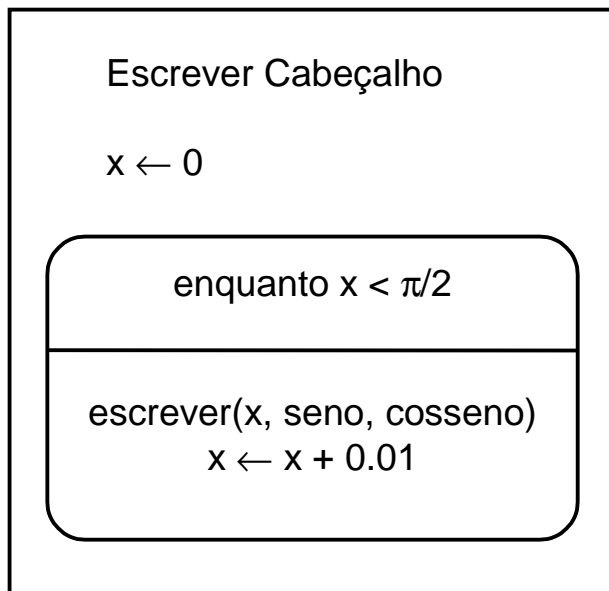 Escrever Cabeçalho
x ← 0
enquanto x < π/2
escrever(x, seno, cosseno)
x ← x + 0.01